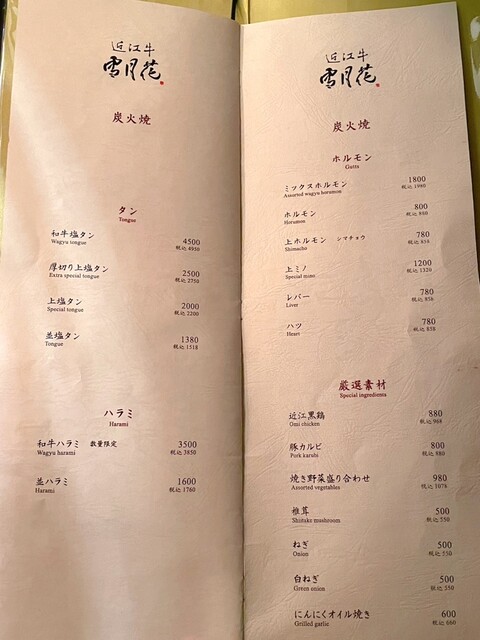 近江牛
雪月花
炭火焼
タン
Tongue
和牛塩タン 4500
Wagyu tongue 税込 4950
厚切り上塩タン 2500
Extra special tongue 税込 2750
上塩タン 2000
Special tongue 税込 2200
並塩タン 1380
Tongue 税込 1518
ハラミ
Harami
和牛ハラミ 数量限定 3500
Wagyu harami 税込 3850
並ハラミ 1600
Harami 税込 1760
近江牛
雪月花
炭火焼
ホルモン
Gutts
ミックスホルモン 1800
Assorted wagyu horumon 税込 1980
ホルモン 800
Horumon 税込 880
上ホルモン シマチョウ 780
Shimacho 税込 858
上ミノ 1200
Special mino 税込 1320
レバー 780
Liver 税込 858
ハツ 780
Heart 税込 858
厳選素材
Special ingredients
近江黒鶏 880
Omi chicken 税込 968
豚カルビ 800
Pork karubi 税込 880
焼き野菜盛り合わせ 980
Assorted vegetables 税込 1078
椎茸 500
Shiitake mushroom 税込 550
ねぎ 500
Onion 税込 550
白ねぎ 500
Green onion 税込 550
にんにくオイル焼き 600
Grilled garlic 税込 660